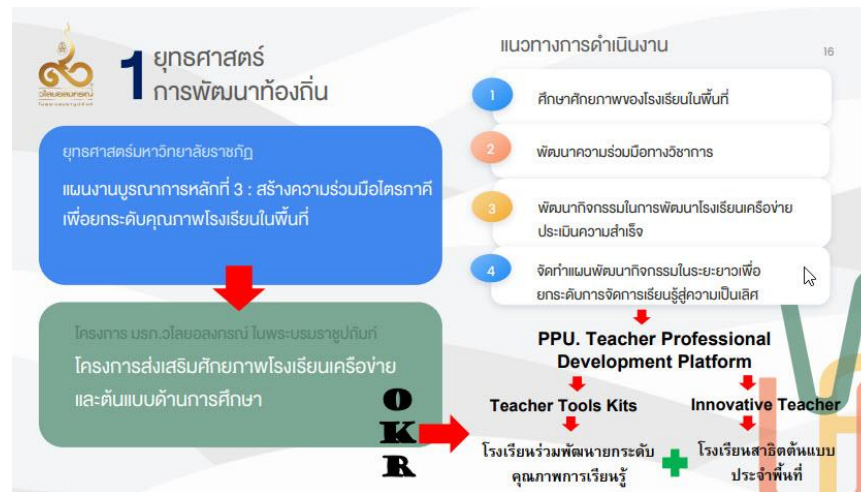 วไลยอลงกรณ์
1
ยุทธศาสตร์
การพัฒนาท้องถิ่น
ยุทธศาสตร์มหาวิทยาลัยราชภัฏ
แผนงานบูรณาการหลักที่ 3 : สร้างความร่วมมือไตรภาคี
เพื่อยกระดับคุณภาพโรงเรียนในพื้นที่
โครงการ มรภ.วไลยอลงกรณ์ ในพระบรมราชูปถัมภ์
โครงการส่งเสริมศักยภาพโรงเรียนเครือข่าย
และต้นแบบด้านการศึกษา
O
K
R
แนวทางการดำเนินงาน
16
1
ศึกษาศักยภาพของโรงเรียนในพื้นที่
2
พัฒนาความร่วมมือทางวิชาการ
3
พัฒนากิจกรรมในการพัฒนาโรงเรียนเครือข่าย
ประเมินความสำเร็จ
4
จัดทำแผนพัฒนากิจกรรมในระยะยาวเพื่อ
ยกระดับการจัดการเรียนรู้สู่ความเป็นเลิศ
PPU. Teacher Professional
Development Platform
Teacher Tools Kits
Innovative Teacher
โรงเรียนร่วมพัฒนายกระดับ
คุณภาพการเรียนรู้
โรงเรียนสาธิตต้นแบบ
ประจำพื้นที่